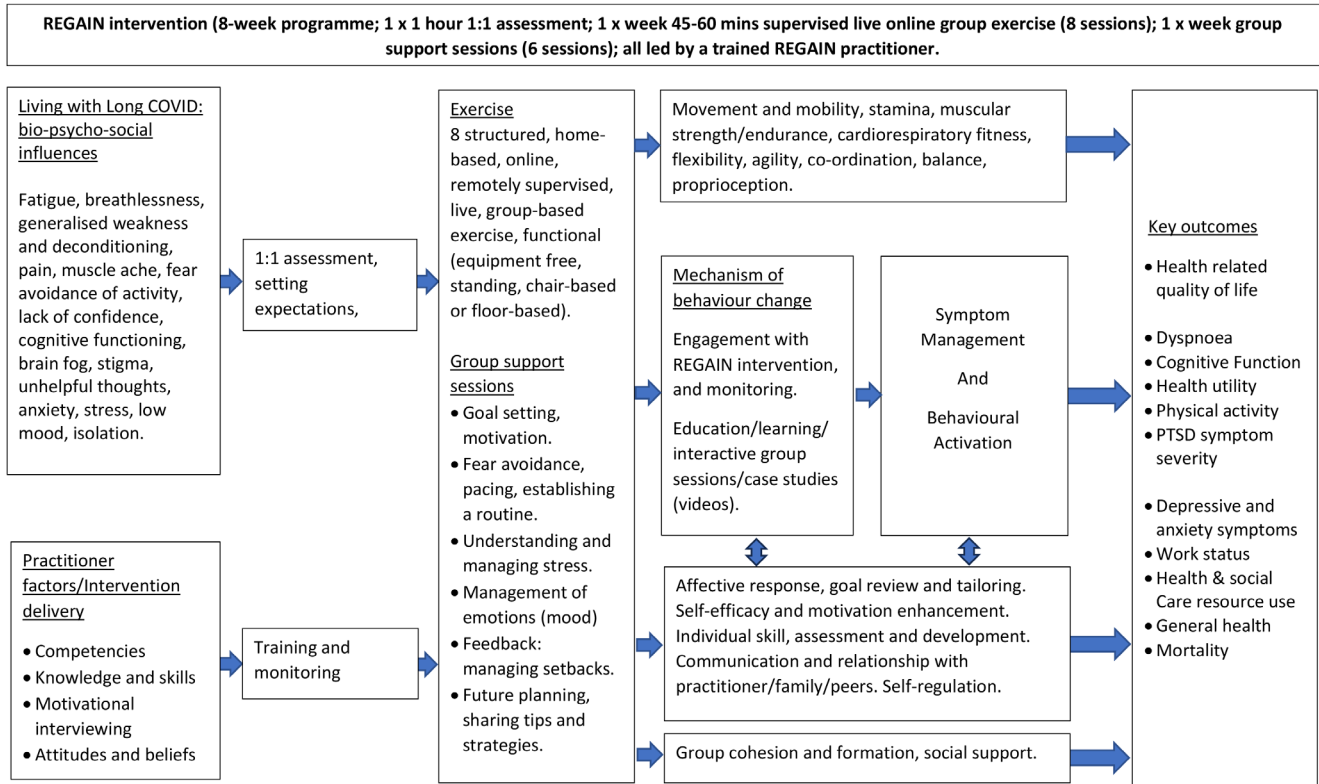 REGAIN intervention (8-week programme; 1 x 1 hour 1:1 assessment; 1 x week 45-60 mins supervised live online group exercise (8 sessions); 1 x week group
support sessions (6 sessions); all led by a trained REGAIN practitioner.
Living with Long COVID:
bio-psycho-social
influences
Fatigue, breathlessness,
generalised weakness
and deconditioning,
pain, muscle ache, fear
avoidance of activity,
lack of confidence,
cognitive functioning,
brain fog, stigma,
unhelpful thoughts,
anxiety, stress, low
mood, isolation.
Practitioner
factors/Intervention
delivery
• Competencies
• Knowledge and skills
• Motivational
interviewing
• Attitudes and beliefs
1:1 assessment,
setting
expectations,
Training and
monitoring
Exercise
8 structured, home-
based, online,
remotely supervised,
live, group-based
exercise, functional
(equipment free,
standing, chair-based
or floor-based).
Group support
sessions
• Goal setting,
motivation.
• Fear avoidance,
pacing, establishing
a routine.
• Understanding and
managing stress.
• Management of
emotions (mood)
• Feedback:
managing setbacks.
• Future planning,
sharing tips and
strategies.
Movement and mobility, stamina, muscular
strength/endurance, cardiorespiratory fitness,
flexibility, agility, co-ordination, balance,
proprioception.
Mechanism of
behaviour change
Engagement with
REGAIN intervention,
and monitoring.
Education/learning/
interactive group
sessions/case studies
(videos).
Symptom
Management
And
Behavioural
Activation
Affective response, goal review and tailoring.
Self-efficacy and motivation enhancement.
Individual skill, assessment and development.
Communication and relationship with
practitioner/family/peers. Self-regulation.
Group cohesion and formation, social support.
Key outcomes
• Health related
quality of life
• Dyspnoea
• Cognitive Function
• Health utility
• Physical activity
• PTSD symptom
severity
• Depressive and
anxiety symptoms
• Work status
• Health & social
Care resource use
• General health
• Mortality